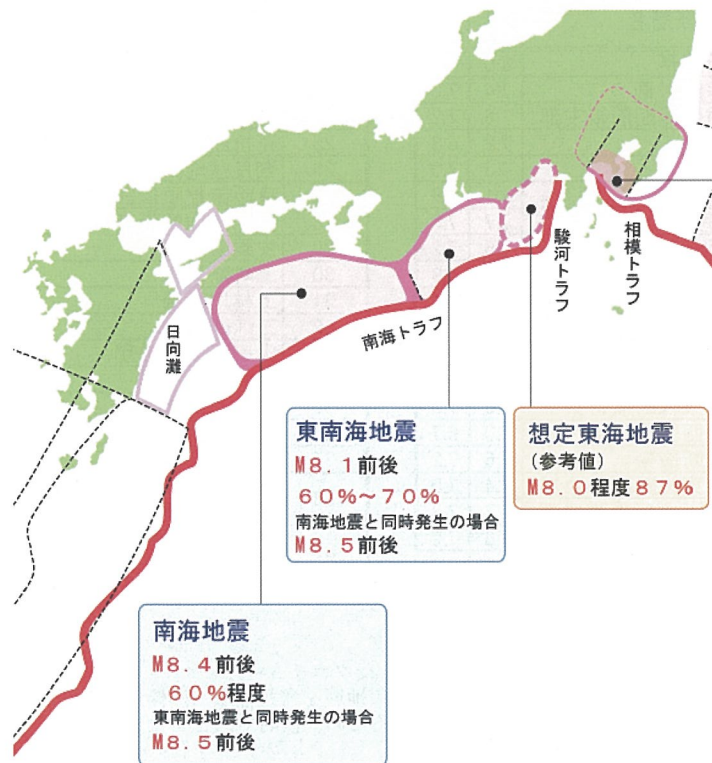 駿河トラフ
相模トラフ
南海トラフ
日向灘
東南海地震
M8.1前後
60%～70%
南海地震と同時発生の場合
M8.5前後
想定東海地震
(参考値)
M8.0程度87%
南海地震
M8.4前後
60%程度
東南海地震と同時発生の場合
M8.5前後